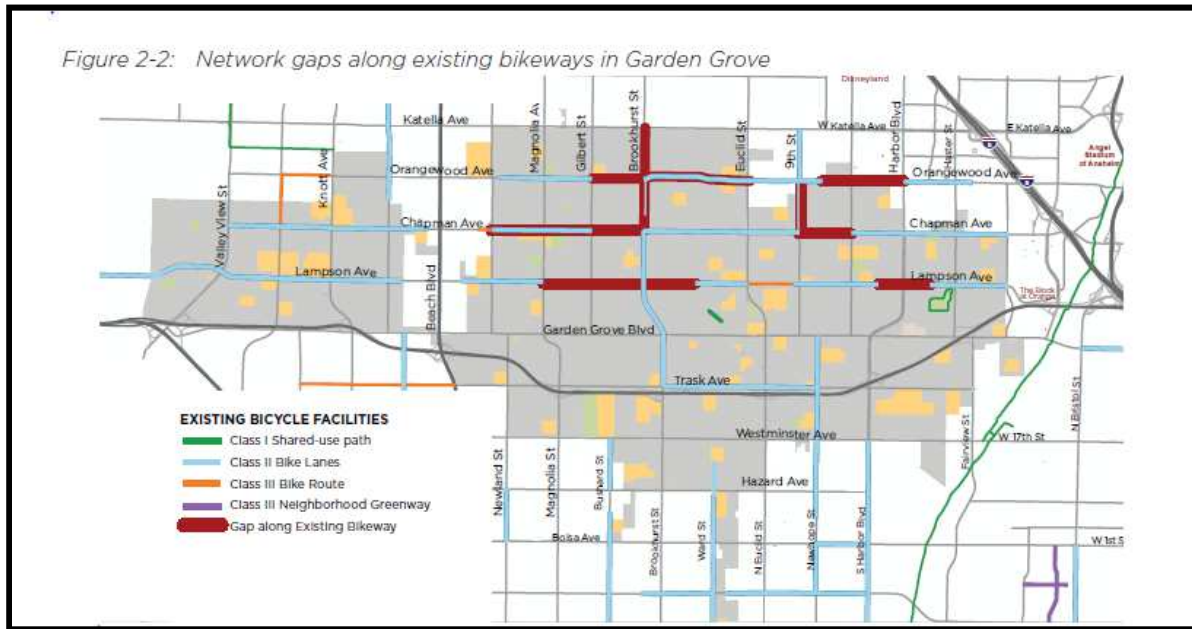 Figure 2-2: Network gaps along existing bikeways in Garden Grove
Disneyland
Katella Ave
W Katella Ave
E Katella Ave
Magnolia Av
Gilbert St
Brookhurst St
Euclid St
9th St
Harbor Blvd
Haster St
Angel Stadium of Anaheim
5
5
Orangewood Ave
Orangewood Ave
Knott Ave
Valley View St
Chapman Ave
Chapman Ave
Lampson Ave
Lampson Ave
Beach Blvd
The Block at Orange
Garden Grove Blvd
Trask Ave
N Bristol St
Fairview St
Westminster Ave
W 17th St
EXISTING BICYCLE FACILITIES
Class I Shared-use path
Class II Bike Lanes
Class III Bike Route
Class III Neighborhood Greenway
Gap along Existing Bikeway
Newland St
Magnolia St
Bushard St
Hazard Ave
Brookhurst St
Ward St
N Euclid St
Newhope St
S Harbor Blvd
Bolsa Ave
W 1st S